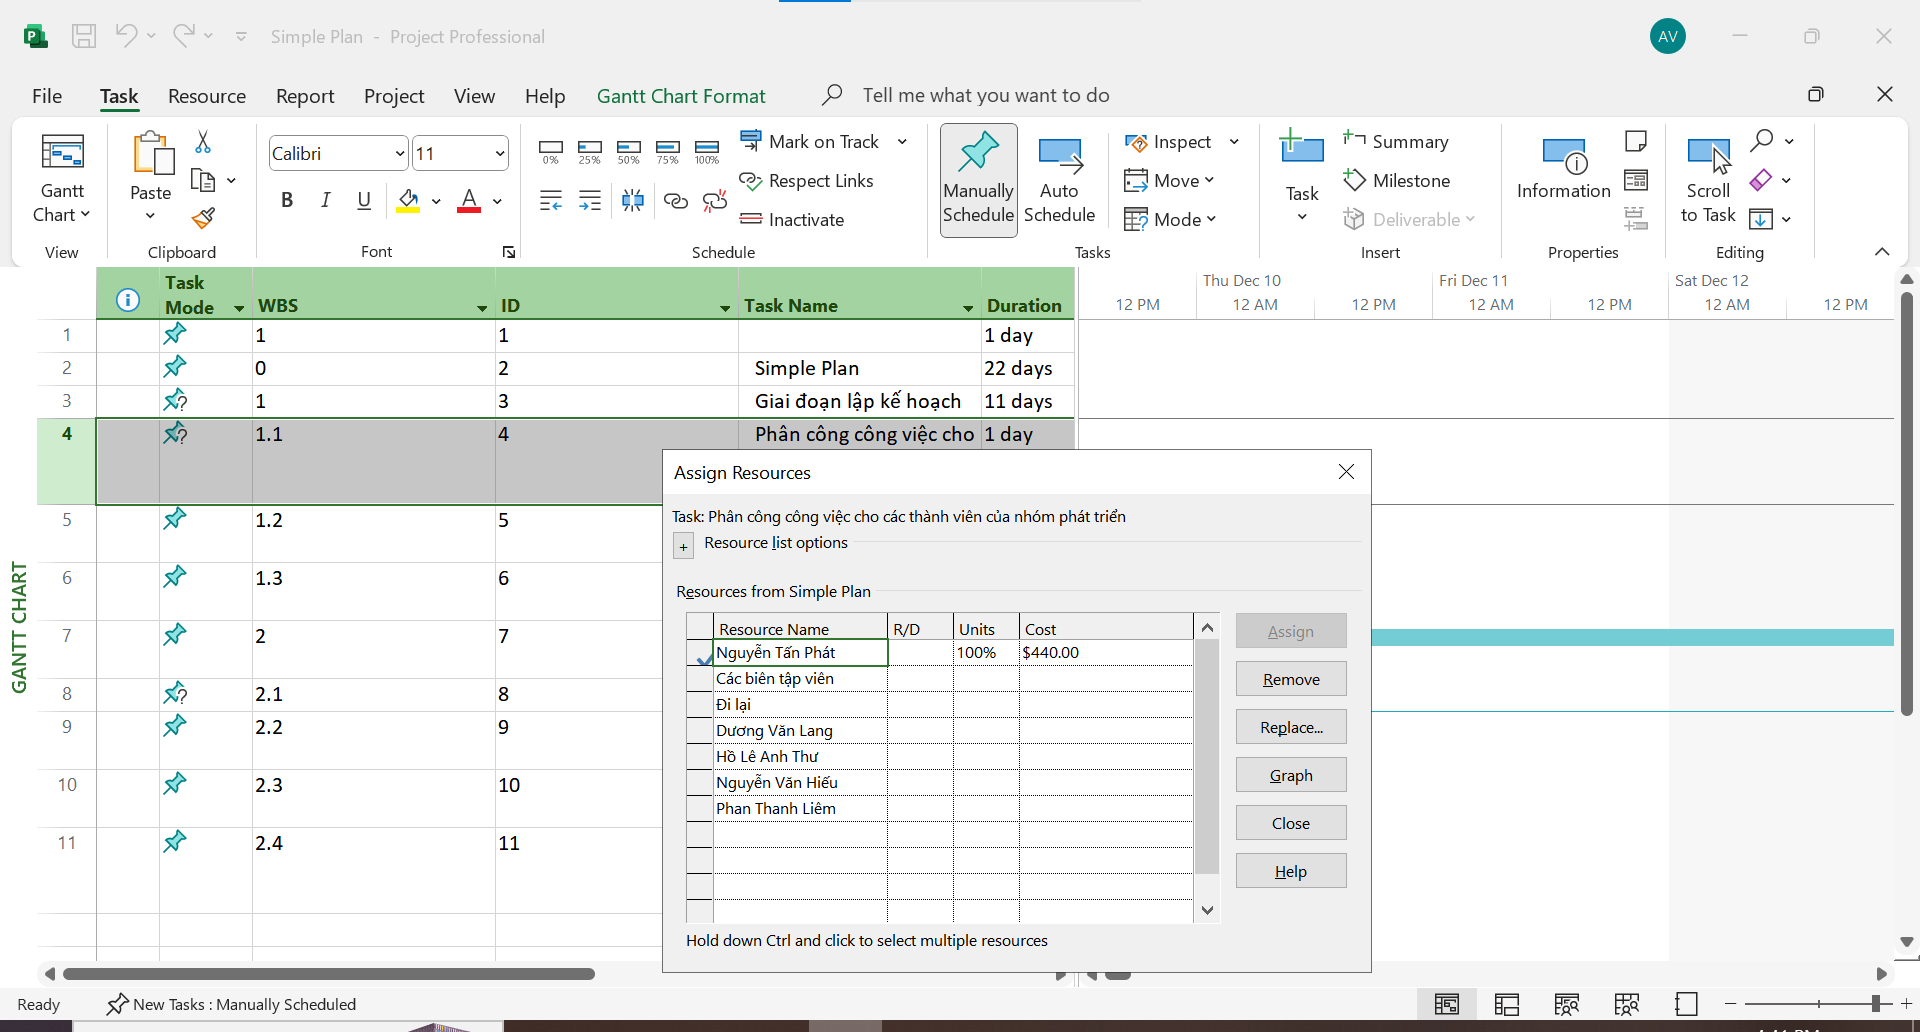 Simple Plan - Project Professional
AV
File Task Resource Report Project View Help Gantt Chart Format Tell me what you want to do
Gantt Chart
View
Paste
Clipboard
Calibri 11
B I U A
Font
0% 25% 50% 75% 100%
Mark on Track
Respect Links
Inactivate
Schedule
Manually Schedule
Auto Schedule
Inspect
Move
Mode
Tasks
Task
Summary
Milestone
Deliverable
Insert
Information
Properties
Scroll to Task
Editing
Task Mode WBS ID Task Name Duration
Thu Dec 10 Fri Dec 11 Sat Dec 12
12 PM 12 AM 12 PM 12 AM 12 PM 12 AM 12 PM
1 1 1 1 day
2 0 2 Simple Plan 22 days
3 1 3 Giai đoạn lập kế hoạch 11 days
4 1.1 4 Phân công công việc cho 1 day
5 1.2 5
6 1.3 6
7 2 7
8 2.1 8
9 2.2 9
10 2.3 10
11 2.4 11
GANTT CHART
Assign Resources
Task: Phân công công việc cho các thành viên của nhóm phát triển
+ Resource list options
Resources from Simple Plan
Resource Name R/D Units Cost
Nguyễn Tấn Phát 100% $440.00
Các biên tập viên
Đi lại
Dương Văn Lang
Hồ Lê Anh Thư
Nguyễn Văn Hiếu
Phan Thanh Liêm
Assign
Remove
Replace...
Graph
Close
Help
Hold down Ctrl and click to select multiple resources
Ready New Tasks : Manually Scheduled